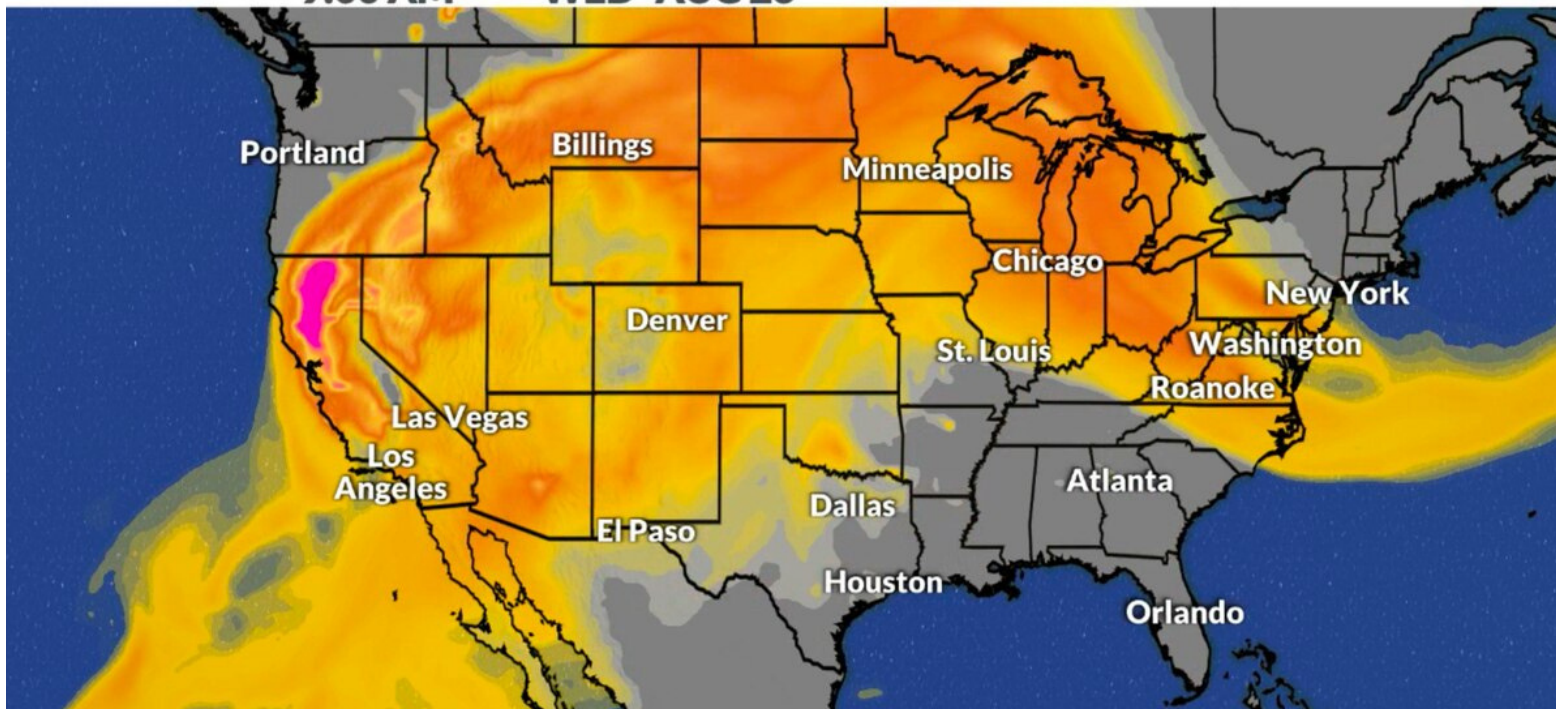 Portland
Billings
Minneapolis
Chicago
New York
Denver
St. Louis
Washington
Roanoke
Las Vegas
Los
Angeles
Atlanta
Dallas
El Paso
Houston
Orlando